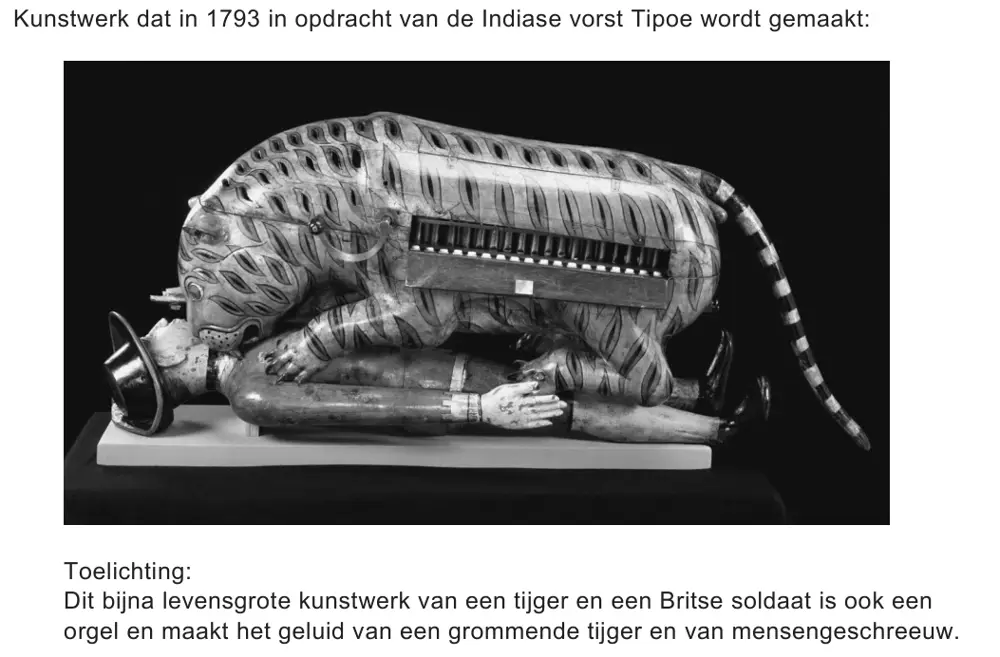 Kunstwerk dat in 1793 in opdracht van de Indiase vorst Tipoe wordt gemaakt:
Toelichting:
Dit bijna levensgrote kunstwerk van een tijger en een Britse soldaat is ook een
orgel en maakt het geluid van een grommende tijger en van mensengeschreeuw.